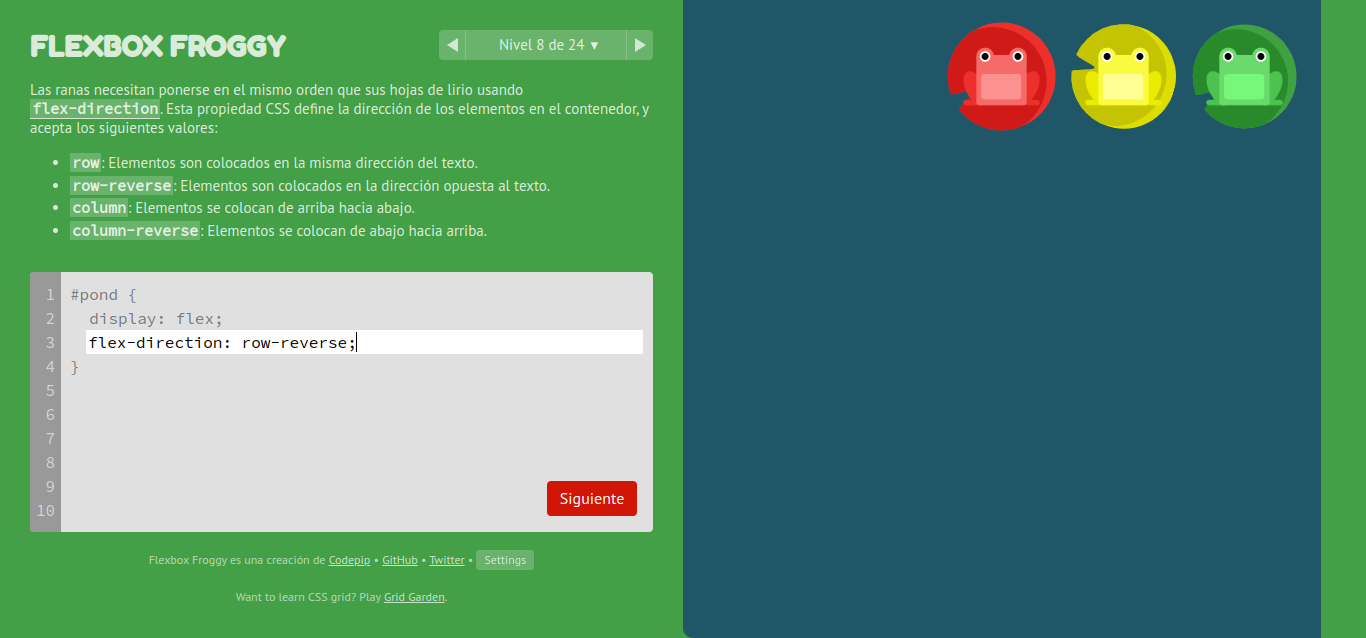 FLEXBOX FROGGY
◀ Nivel 8 de 24 ▾ ▶
Las ranas necesitan ponerse en el mismo orden que sus hojas de lirio usando
flex-direction. Esta propiedad CSS define la dirección de los elementos en el contenedor, y
acepta los siguientes valores:
• row: Elementos son colocados en la misma dirección del texto.
• row-reverse: Elementos son colocados en la dirección opuesta al texto.
• column: Elementos se colocan de arriba hacia abajo.
• column-reverse: Elementos se colocan de abajo hacia arriba.
1 #pond {
2 display: flex;
3 flex-direction: row-reverse;
4 }
5
6
7
8
9
10
Siguiente
Flexbox Froggy es una creación de Codepip • GitHub • Twitter • Settings
Want to learn CSS grid? Play Grid Garden.